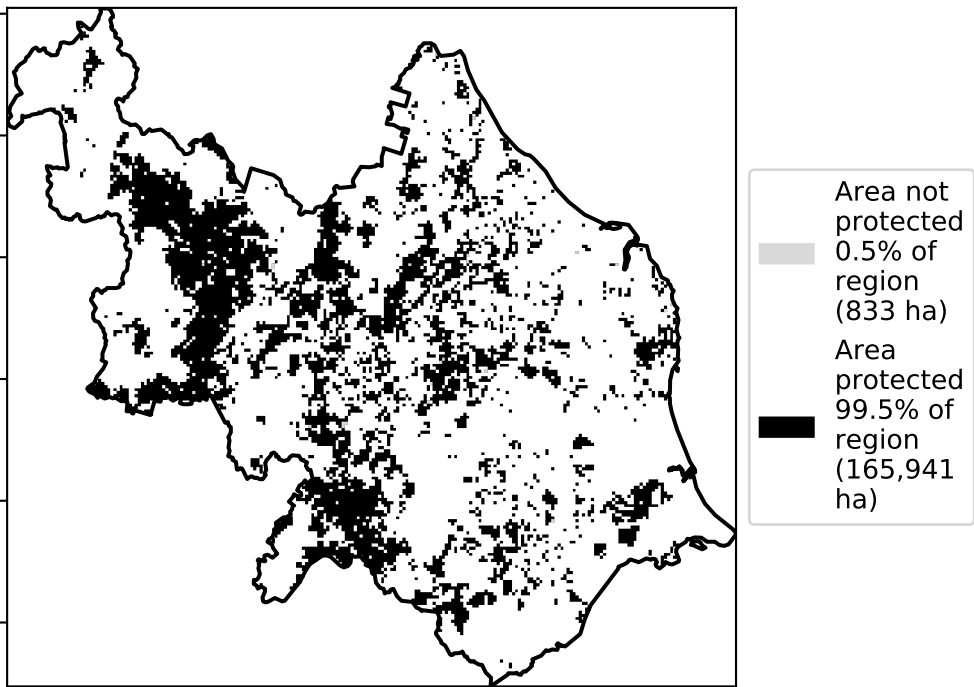 Area not
protected
0.5% of
region
(833 ha)
Area
protected
99.5% of
region
(165,941
ha)